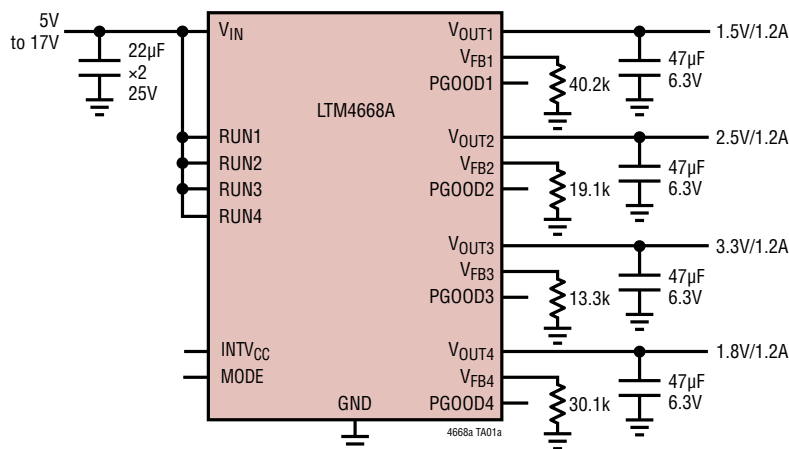 5V
to 17V
22µF
×2
25V
VIN
RUN1
RUN2
RUN3
RUN4
INTVCC
MODE
LTM4668A
GND
VOUT1
VFB1
PGOOD1
40.2k
47µF
6.3V
1.5V/1.2A
VOUT2
VFB2
PGOOD2
19.1k
47µF
6.3V
2.5V/1.2A
VOUT3
VFB3
PGOOD3
13.3k
47µF
6.3V
3.3V/1.2A
VOUT4
VFB4
PGOOD4
30.1k
47µF
6.3V
1.8V/1.2A
4668a TA01a